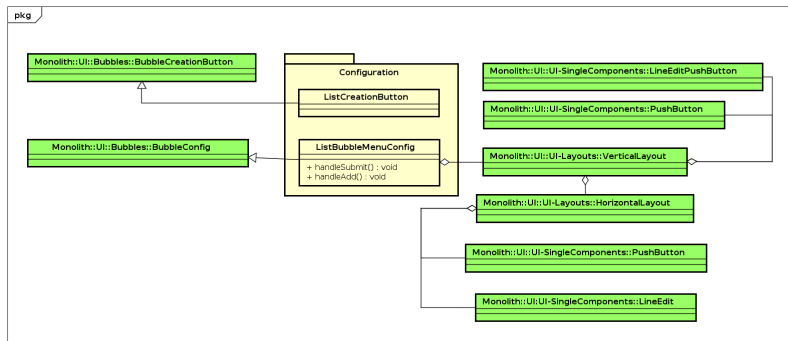 pkg
Monolith::UI::Bubbles::BubbleCreationButton
Configuration
ListCreationButton
Monolith::UI::Bubbles::BubbleConfig
ListBubbleMenuConfig
+ handleSubmit() : void
+ handleAdd() : void
Monolith::UI::UI-SingleComponents::LineEditPushButton
Monolith::UI::UI-SingleComponents::PushButton
Monolith::UI::UI-Layouts::VerticalLayout
Monolith::UI::UI-Layouts::HorizontalLayout
Monolith::UI::UI-SingleComponents::PushButton
Monolith::UI:UI-SingleComponents::LineEdit